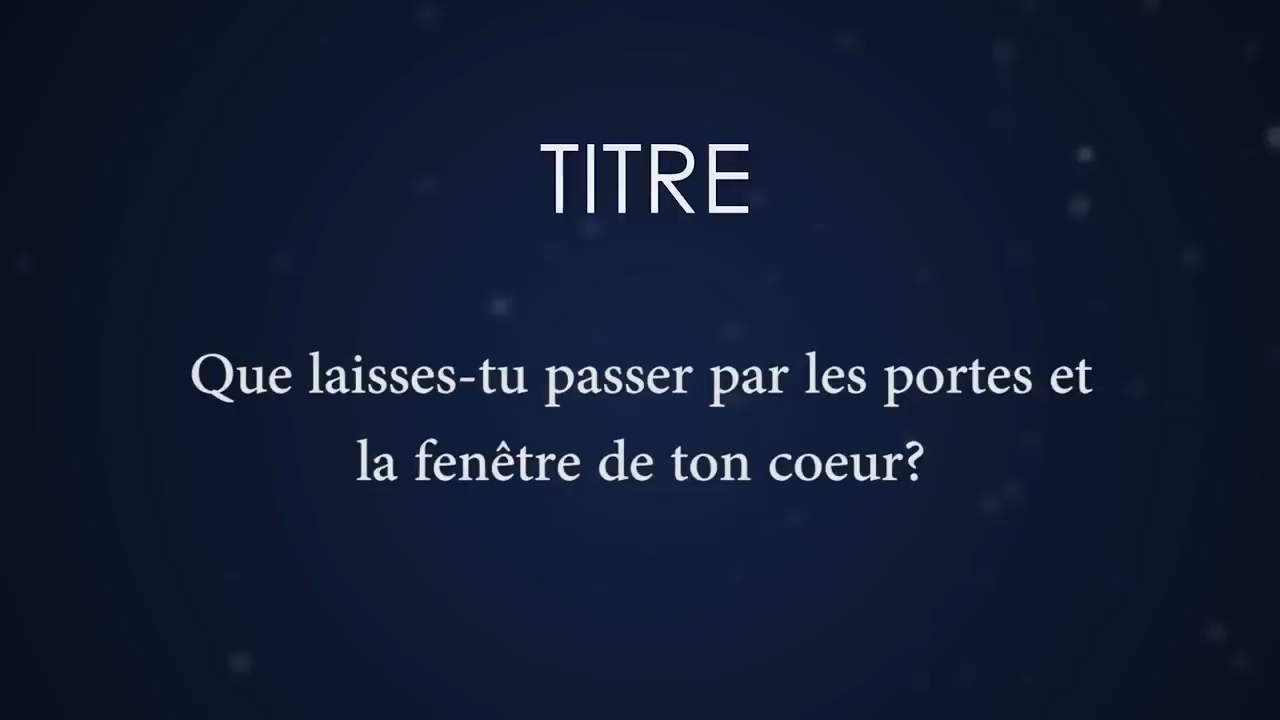 TITRE
Que laisses-tu passer par les portes et
la fenêtre de ton coeur?